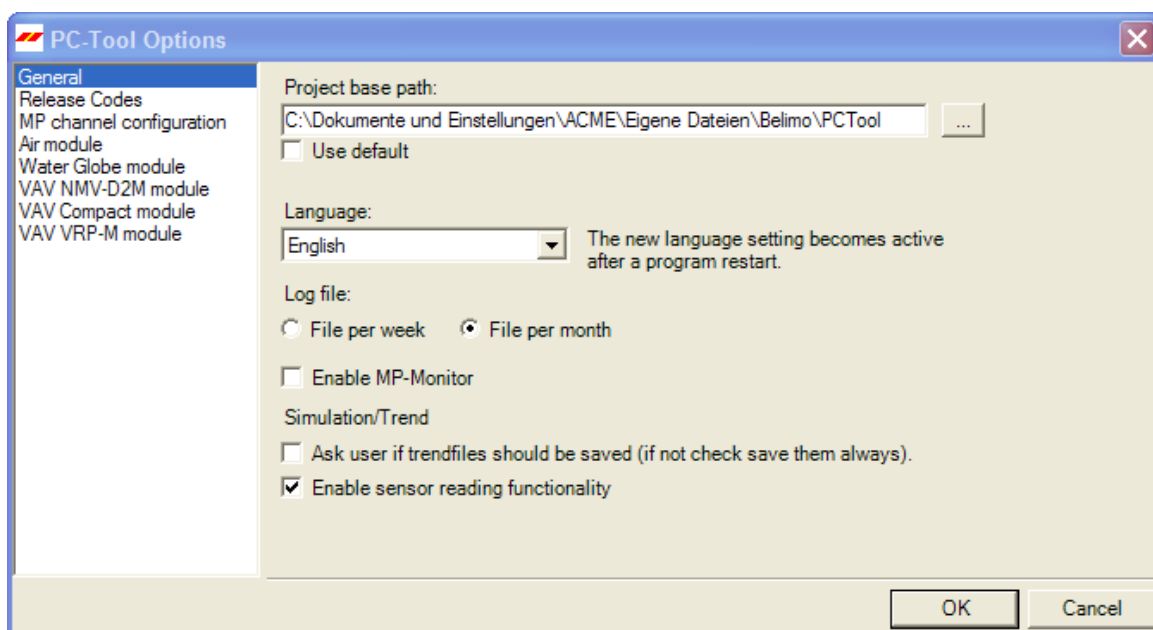 PC-Tool Options
General
Release Codes
MP channel configuration
Air module
Water Globe module
VAV NMV-D2M module
VAV Compact module
VAV VRP-M module
Project base path:
C:\Dokumente und Einstellungen\ACME\Eigene Dateien\Belimo\PCTool
...
Use default
Language:
English
The new language setting becomes active
after a program restart.
Log file:
File per week
File per month
Enable MP-Monitor
Simulation/Trend
Ask user if trendfiles should be saved (if not check save them always).
Enable sensor reading functionality
OK
Cancel